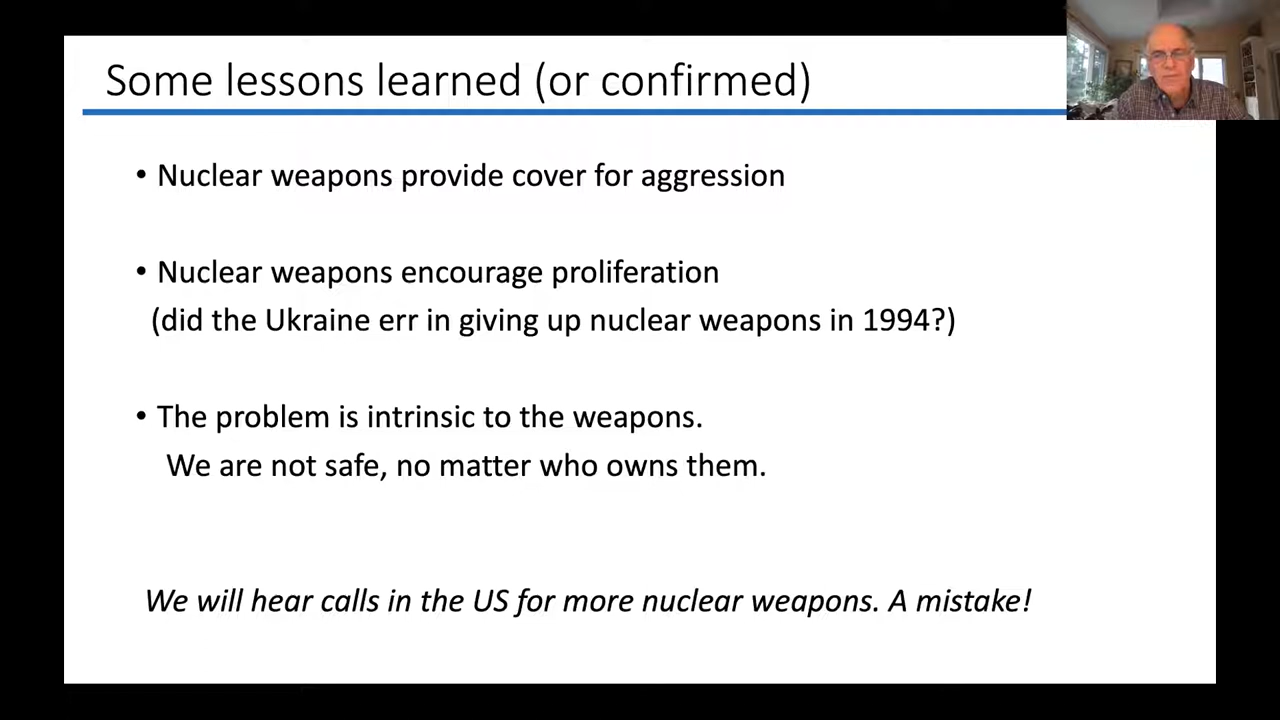 Some lessons learned (or confirmed)
• Nuclear weapons provide cover for aggression
• Nuclear weapons encourage proliferation
(did the Ukraine err in giving up nuclear weapons in 1994?)
• The problem is intrinsic to the weapons.
We are not safe, no matter who owns them.
We will hear calls in the US for more nuclear weapons. A mistake!